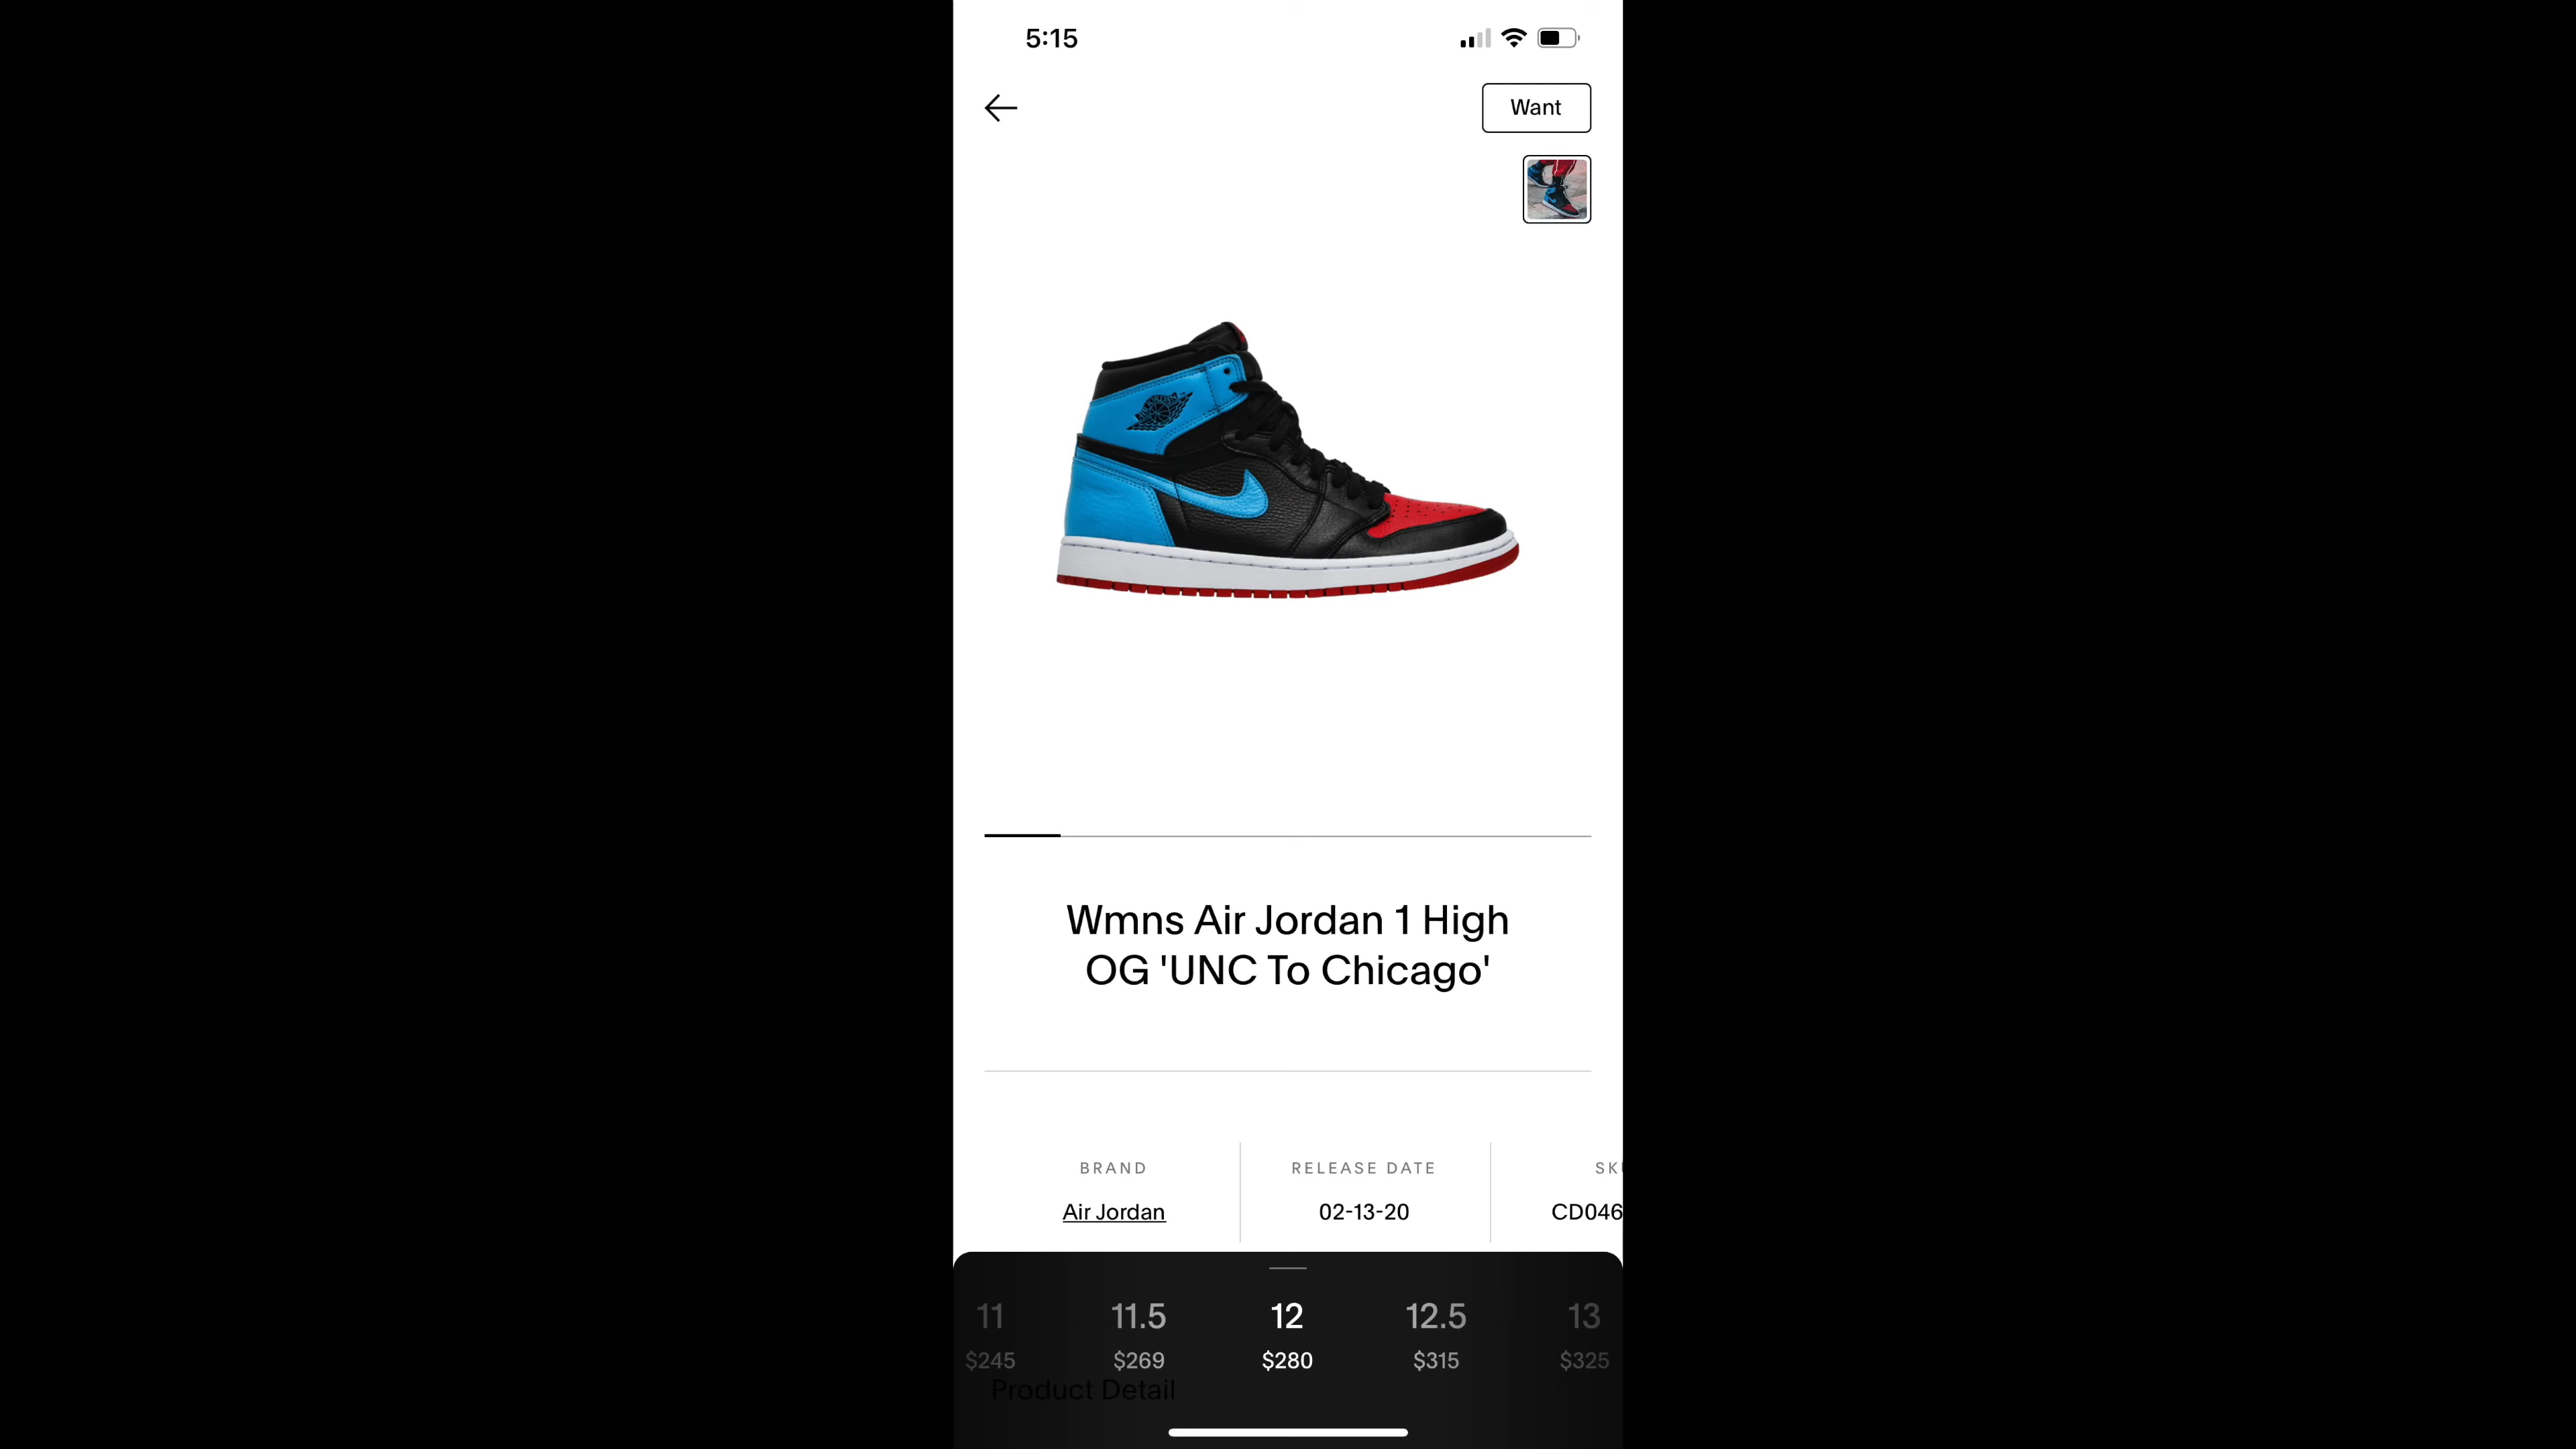 5:15
Want
Wmns Air Jordan 1 High
OG 'UNC To Chicago'
BRAND
RELEASE DATE
SK
Air Jordan
02-13-20
CD046
11
11.5
12
12.5
13
$245
$269
$280
$315
$325
Product Detail